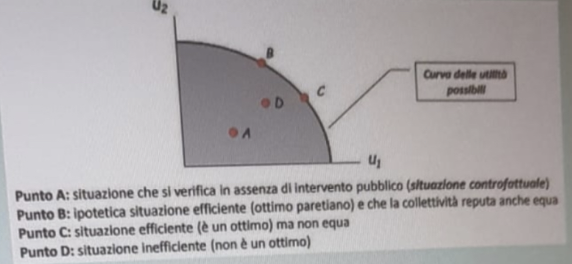 U2
B
C
Curva delle utilità
possibili
D
A
U1
Punto A: situazione che si verifica in assenza di intervento pubblico (situazione controfattuale)
Punto B: ipotetica situazione efficiente (ottimo paretiano) e che la collettività reputa anche equa
Punto C: situazione efficiente (è un ottimo) ma non equa
Punto D: situazione inefficiente (non è un ottimo)